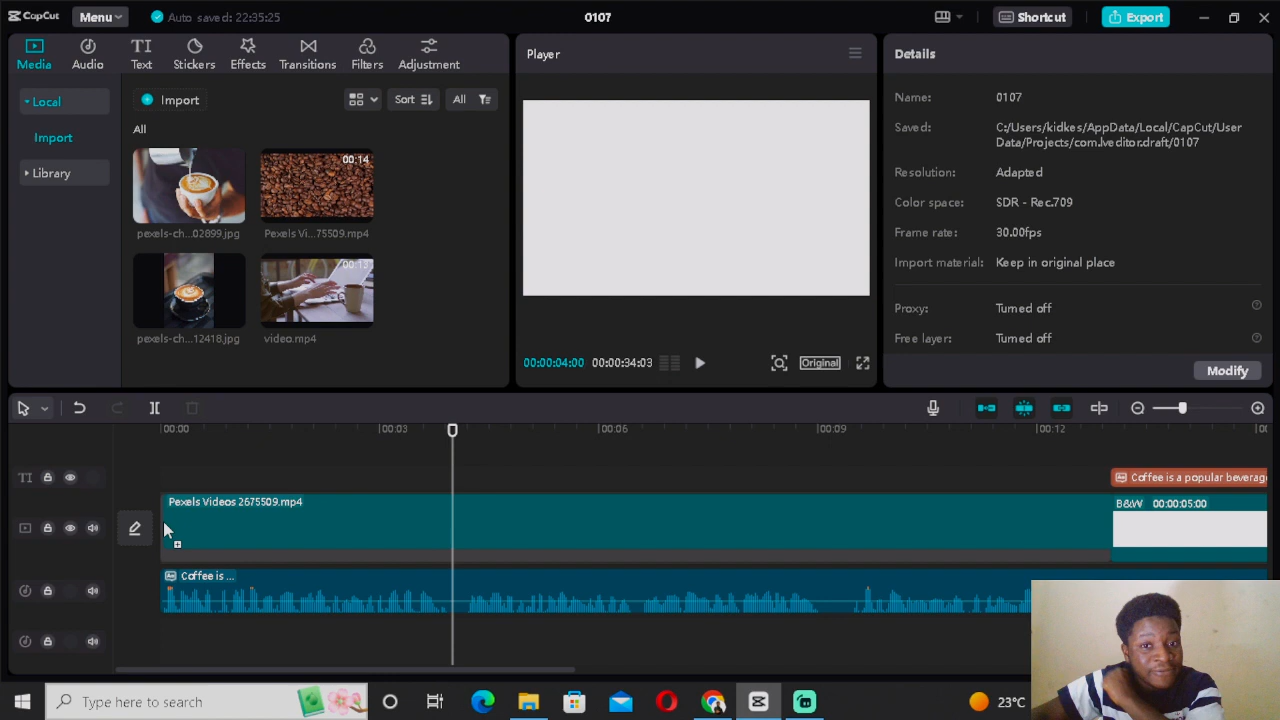 CapCut
Menu
Auto saved: 22:35:25
0107
Shortcut
Export
Media
Audio
Text
Stickers
Effects
Transitions
Filters
Adjustment
Local
Import
Library
Import
Sort
All
All
pexels-ch...02899.jpg
00:14
Pexels Vi...75509.mp4
pexels-ch...12418.jpg
00:13
video.mp4
Player
00:00:04:00
00:00:34:03
Original
Details
Name:
0107
Saved:
C:/Users/kidkes/AppData/Local/CapCut/User
Data/Projects/com.lveditor.draft/0107
Resolution:
Adapted
Color space:
SDR - Rec.709
Frame rate:
30.00fps
Import material:
Keep in original place
Proxy:
Turned off
Free layer:
Turned off
Modify
00:00
00:03
00:06
00:09
00:12
TI
Coffee is a popular beverage
Pexels Videos 2675509.mp4
B&W 00:00:05:00
Coffee is ...
Type here to search
23°C